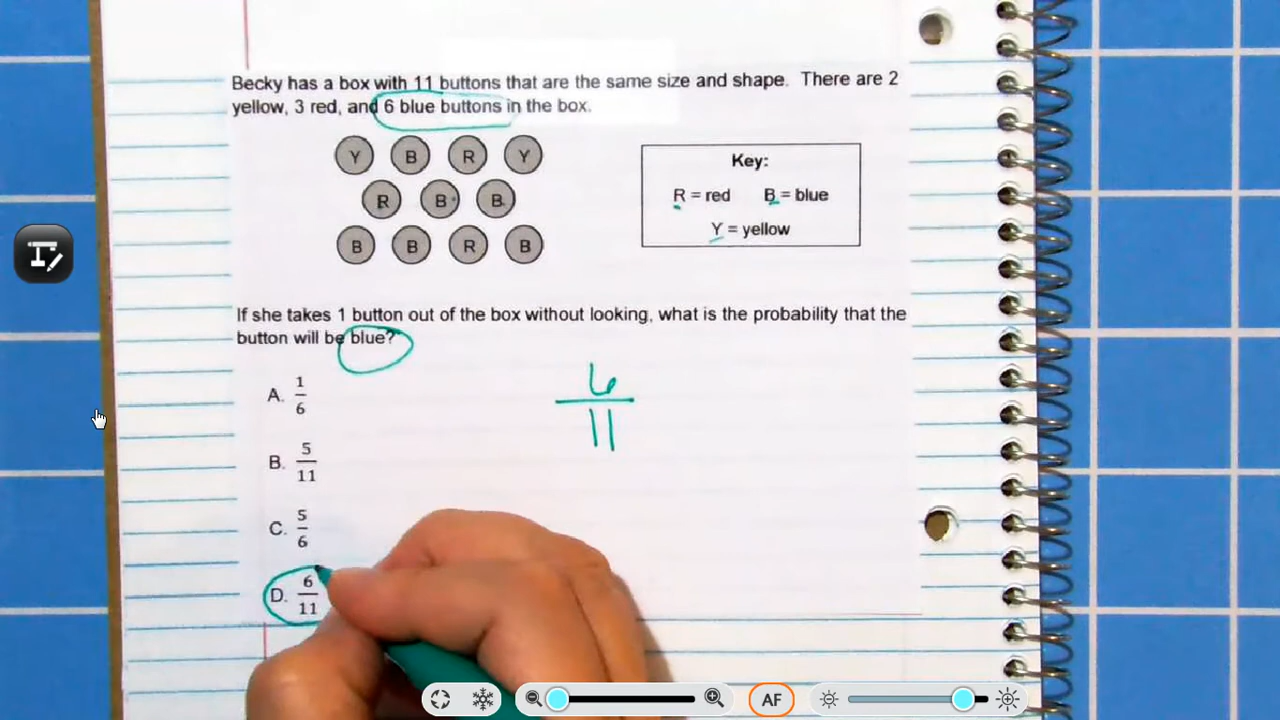 Becky has a box with 11 buttons that are the same size and shape. There are 2
yellow, 3 red, and 6 blue buttons in the box.
Y B R Y
R B B
B B R B
Key:
R = red B = blue
Y = yellow
If she takes 1 button out of the box without looking, what is the probability that the
button will be blue?
A. 1/6
B. 5/11
C. 5/6
D. 6/11
6
11
AF